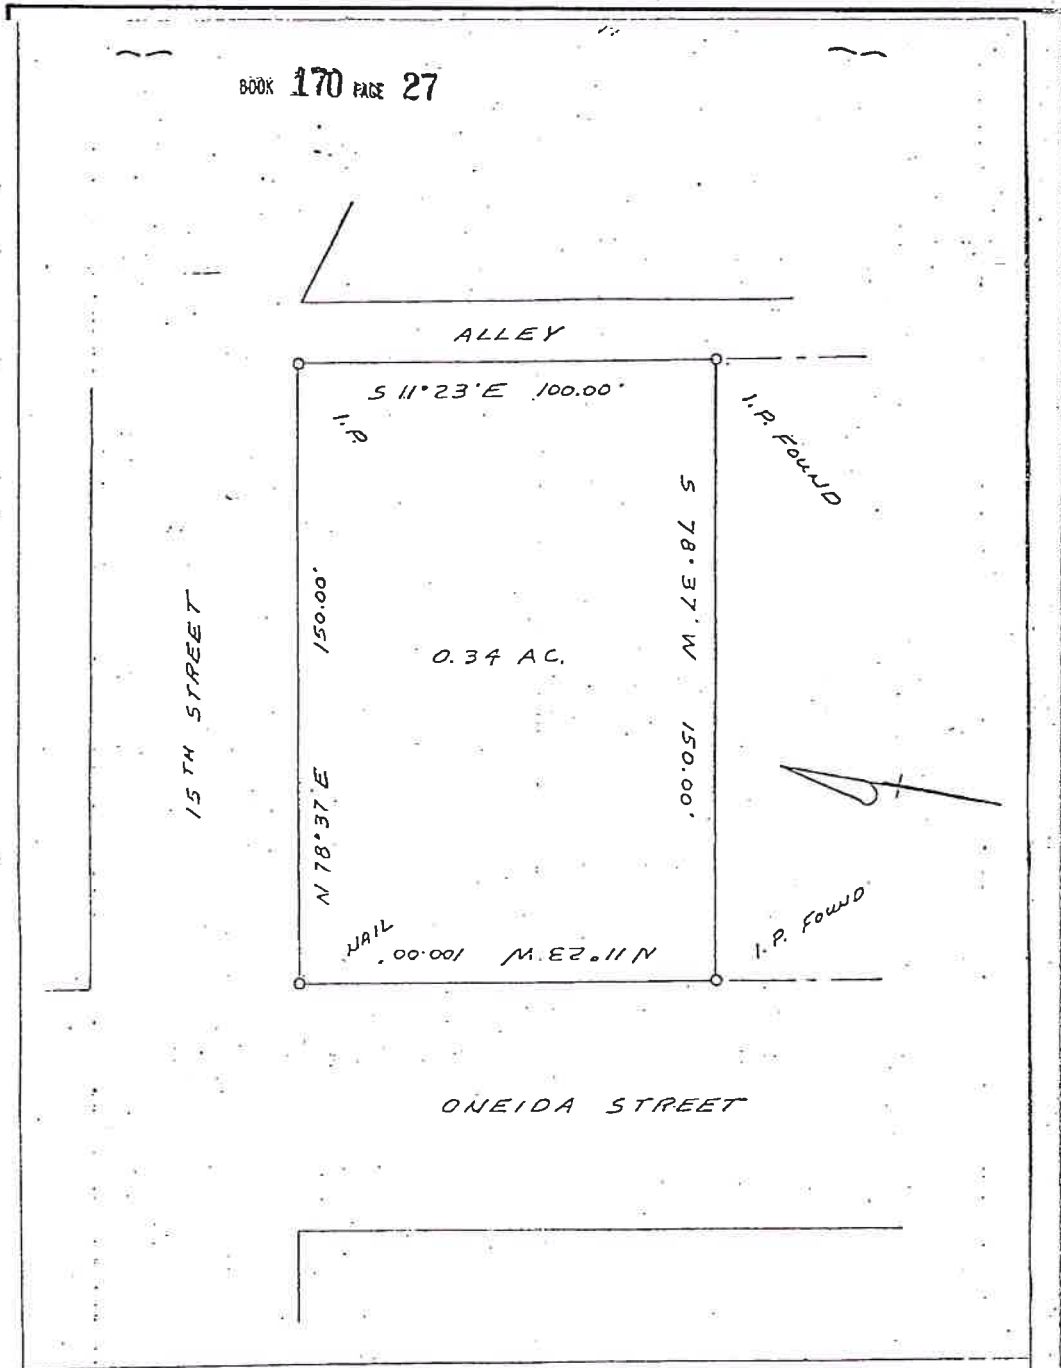 BOOK 170 PAGE 27
ALLEY
S 11°23'E 100.00'
I.P.
I.P. FOUND
S 78°37'W 150.00'
150.00'
N 78°37'E
0.34 AC.
15TH STREET
NAIL
N 11°23'W 100.00'
I.P. FOUND
ONEIDA STREET